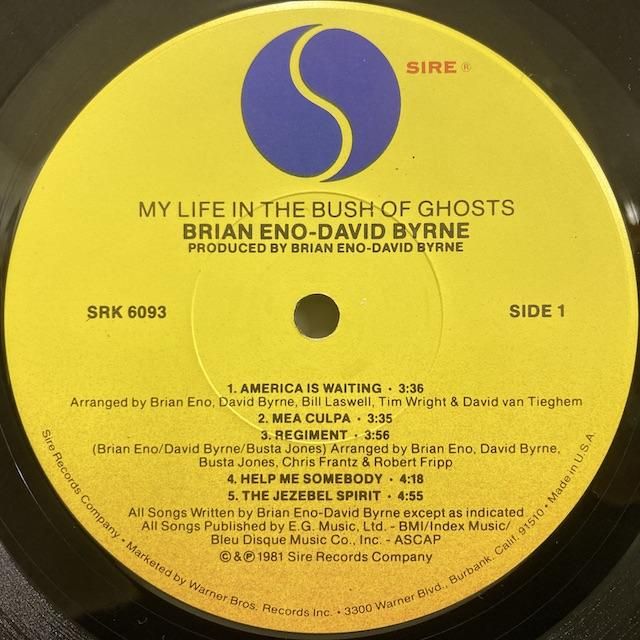 SIRE ®
MY LIFE IN THE BUSH OF GHOSTS
BRIAN ENO-DAVID BYRNE
PRODUCED BY BRIAN ENO-DAVID BYRNE
SRK 6093
SIDE 1
1. AMERICA IS WAITING · 3:36
Arranged by Brian Eno, David Byrne, Bill Laswell, Tim Wright & David van Tieghem
2. MEA CULPA · 3:35
3. REGIMENT · 3:56
(Brian Eno/David Byrne/Busta Jones) Arranged by Brian Eno, David Byrne,
Busta Jones, Chris Frantz & Robert Fripp
4. HELP ME SOMEBODY · 4:18
5. THE JEZEBEL SPIRIT · 4:55
All Songs Written by Brian Eno-David Byrne except as indicated
All Songs Published by E.G. Music, Ltd. - BMI/Index Music/
Bleu Disque Music Co., Inc. - ASCAP
©&℗1981 Sire Records Company
Sire Records Company · Marketed by Warner Bros. Records Inc. · 3300 Warner Blvd., Burbank, Calif. 91510 · Made in U.S.A.